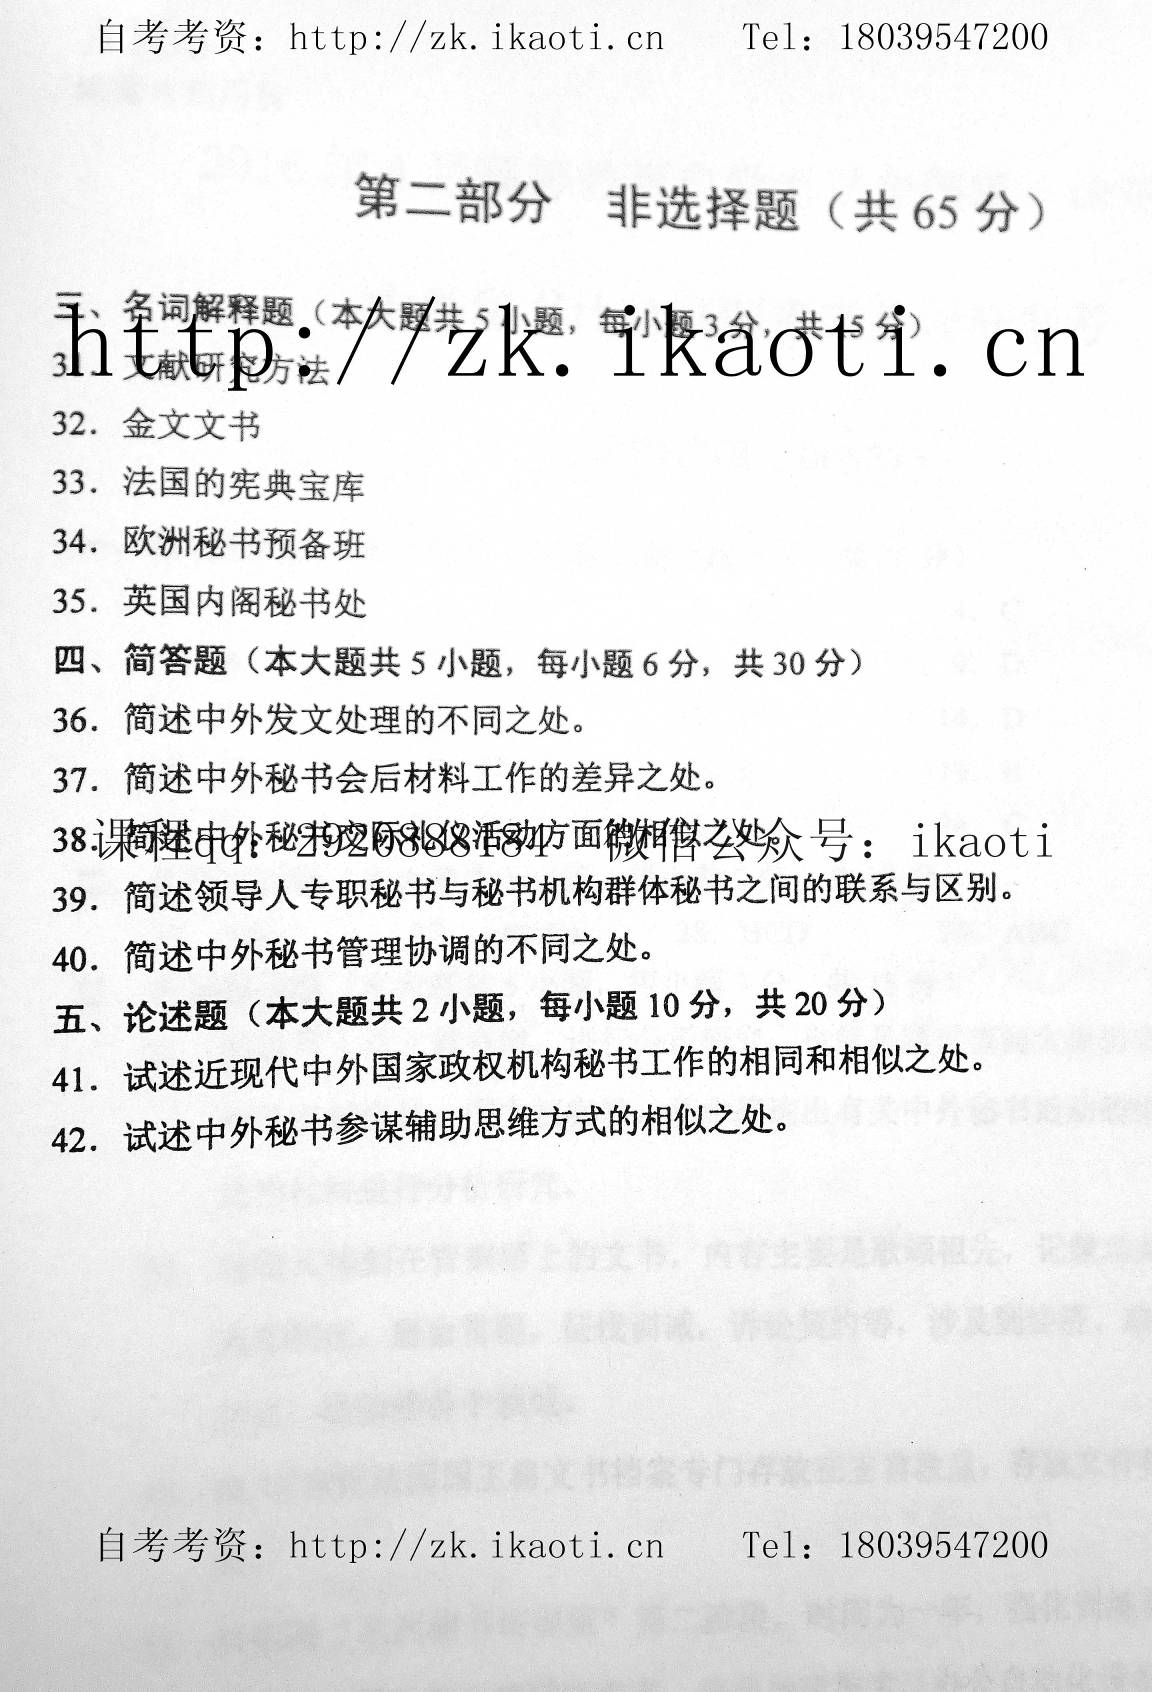 自考考资：http://zk.ikaoti.cn Tel：18039547200
第二部分 非选择题（共 65 分）
三、名词解释题（本大题共 5 小题，每小题 3 分，共 15 分）
http://zk.ikaoti.cn
31．文献研究方法
32．金文文书
33．法国的宪典宝库
34．欧洲秘书预备班
35．英国内阁秘书处
四、简答题（本大题共 5 小题，每小题 6 分，共 30 分）
36．简述中外发文处理的不同之处。
37．简述中外秘书会后材料工作的差异之处。
38．简述中外秘书交际礼仪活动方面的相似之处。
课程qq：2920888184 微信公众号：ikaoti
39．简述领导人专职秘书与秘书机构群体秘书之间的联系与区别。
40．简述中外秘书管理协调的不同之处。
五、论述题（本大题共 2 小题，每小题 10 分，共 20 分）
41．试述近现代中外国家政权机构秘书工作的相同和相似之处。
42．试述中外秘书参谋辅助思维方式的相似之处。
自考考资：http://zk.ikaoti.cn Tel：18039547200